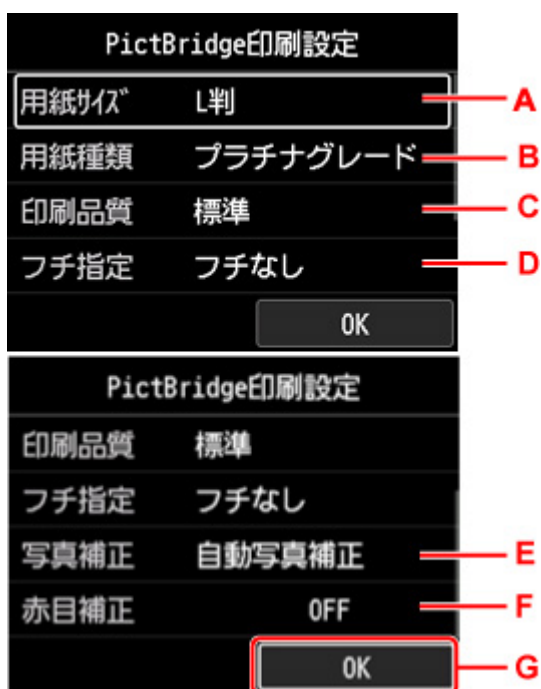 PictBridge印刷設定
用紙サイズ L判 A
用紙種類 プラチナグレード B
印刷品質 標準 C
フチ指定 フチなし D
OK
PictBridge印刷設定
印刷品質 標準
フチ指定 フチなし
写真補正 自動写真補正 E
赤目補正 OFF F
OK G